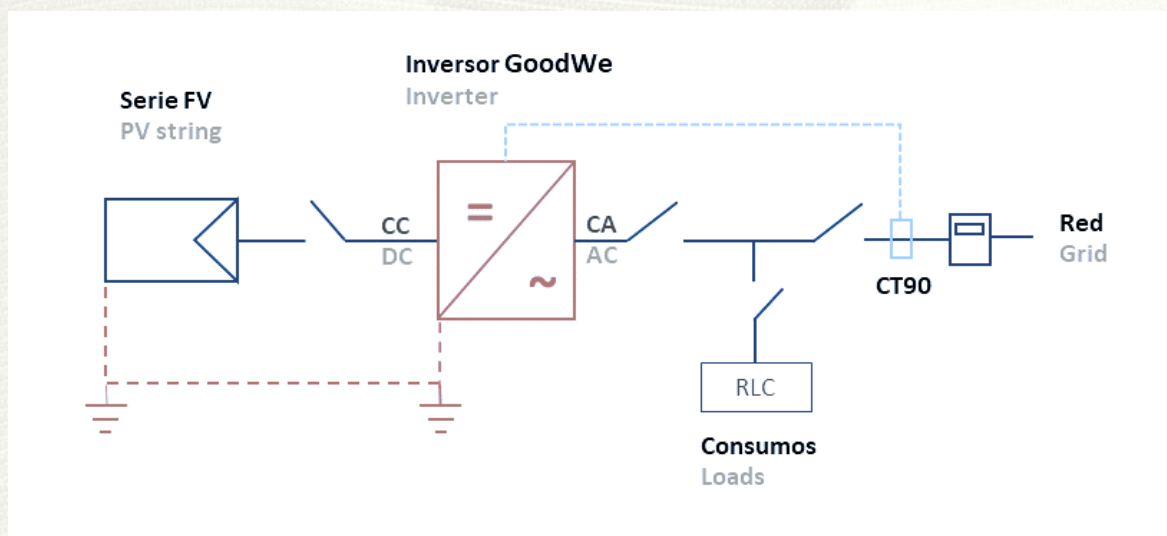 Inversor GoodWe
Inverter
Serie FV
PV string
=
~
CC
DC
CA
AC
CT90
Red
Grid
RLC
Consumos
Loads